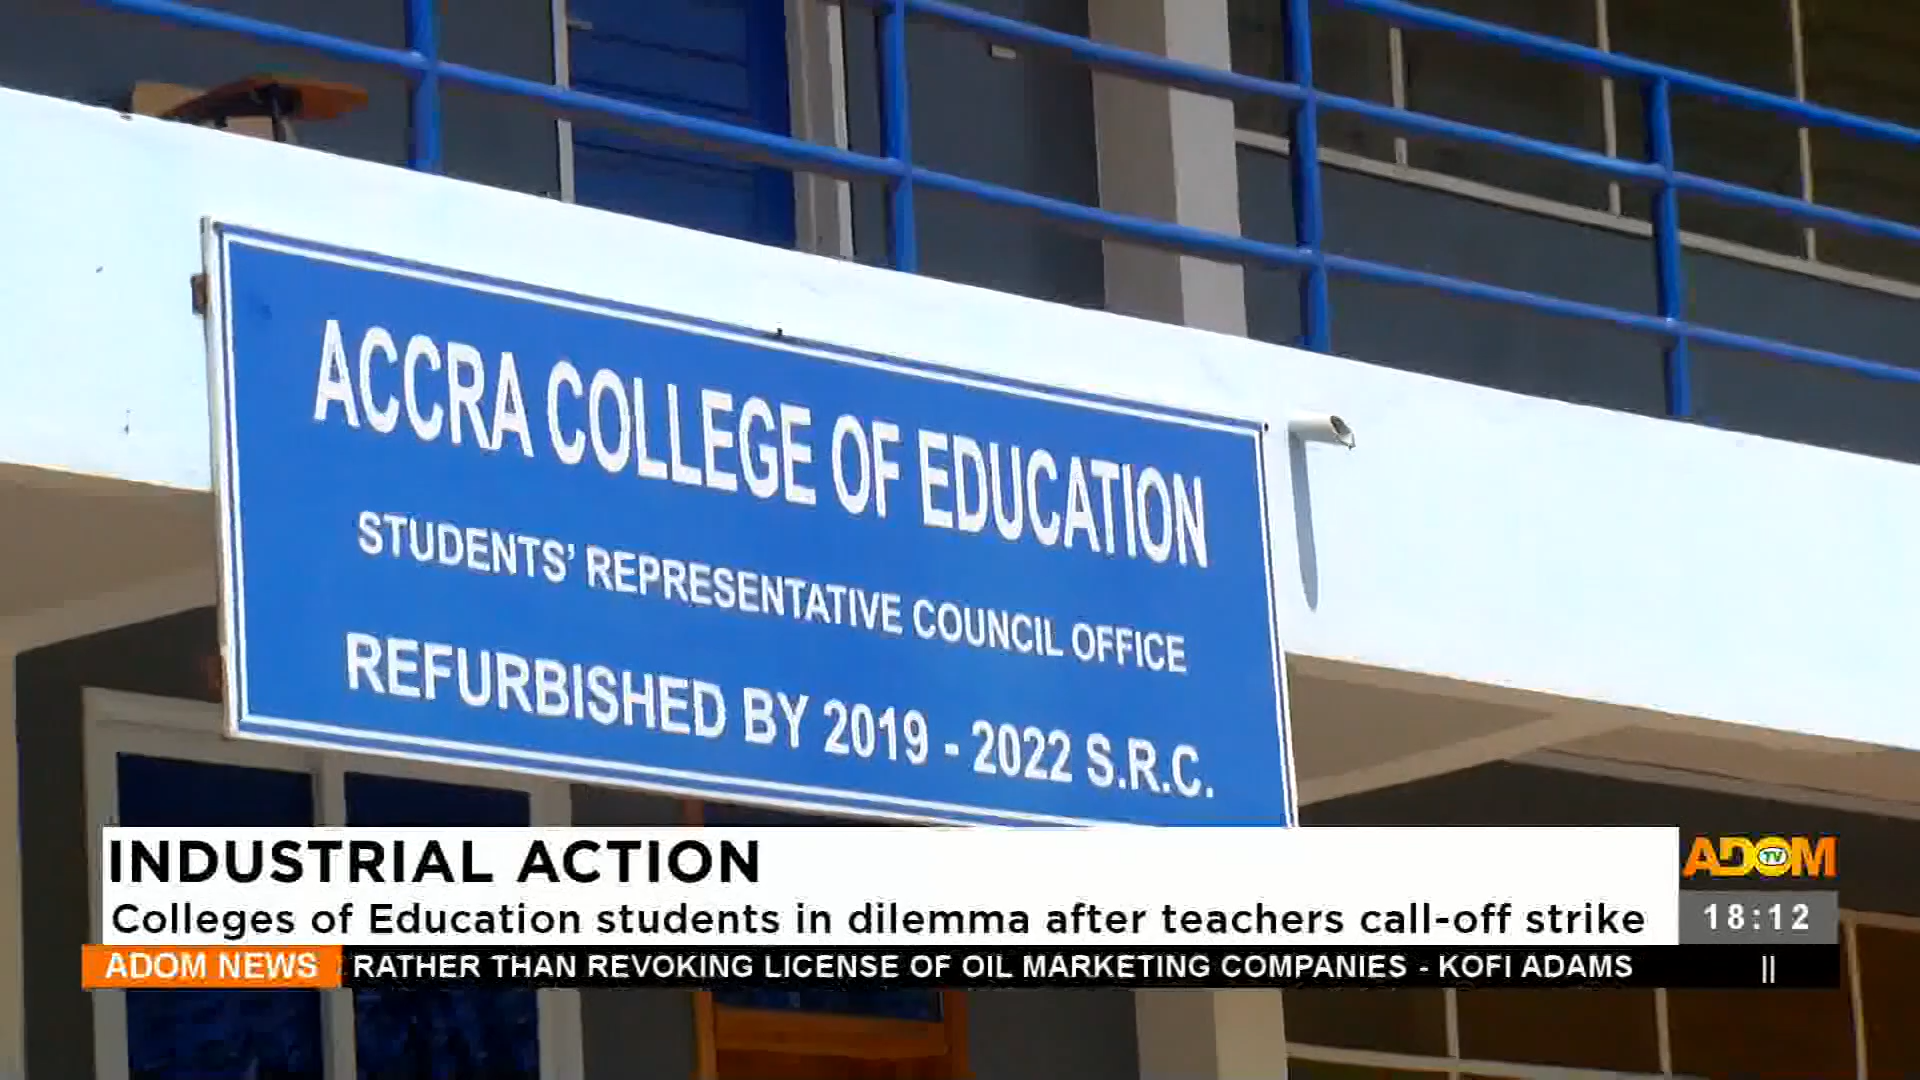 ACCRA COLLEGE OF EDUCATION
STUDENTS' REPRESENTATIVE COUNCIL OFFICE
REFURBISHED BY 2019 - 2022 S.R.C.
INDUSTRIAL ACTION
Colleges of Education students in dilemma after teachers call-off strike
ADOM TV
18:12
ADOM NEWS
RATHER THAN REVOKING LICENSE OF OIL MARKETING COMPANIES - KOFI ADAMS ||